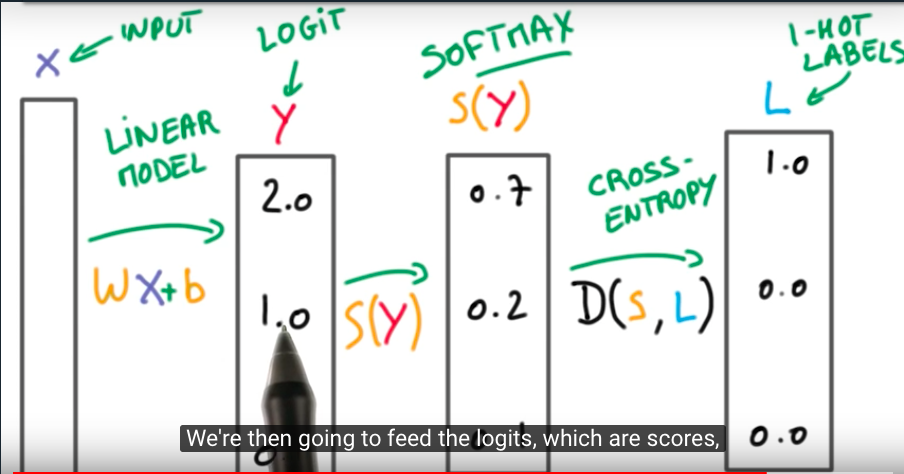 X
INPUT
LINEAR
MODEL
WX+b
LOGIT
Y
2.0
1.0
S(Y)
SOFTMAX
S(Y)
0.7
0.2
CROSS-
ENTROPY
D(S,L)
1-HOT
LABELS
L
1.0
0.0
0.0
We're then going to feed the logits, which are scores,